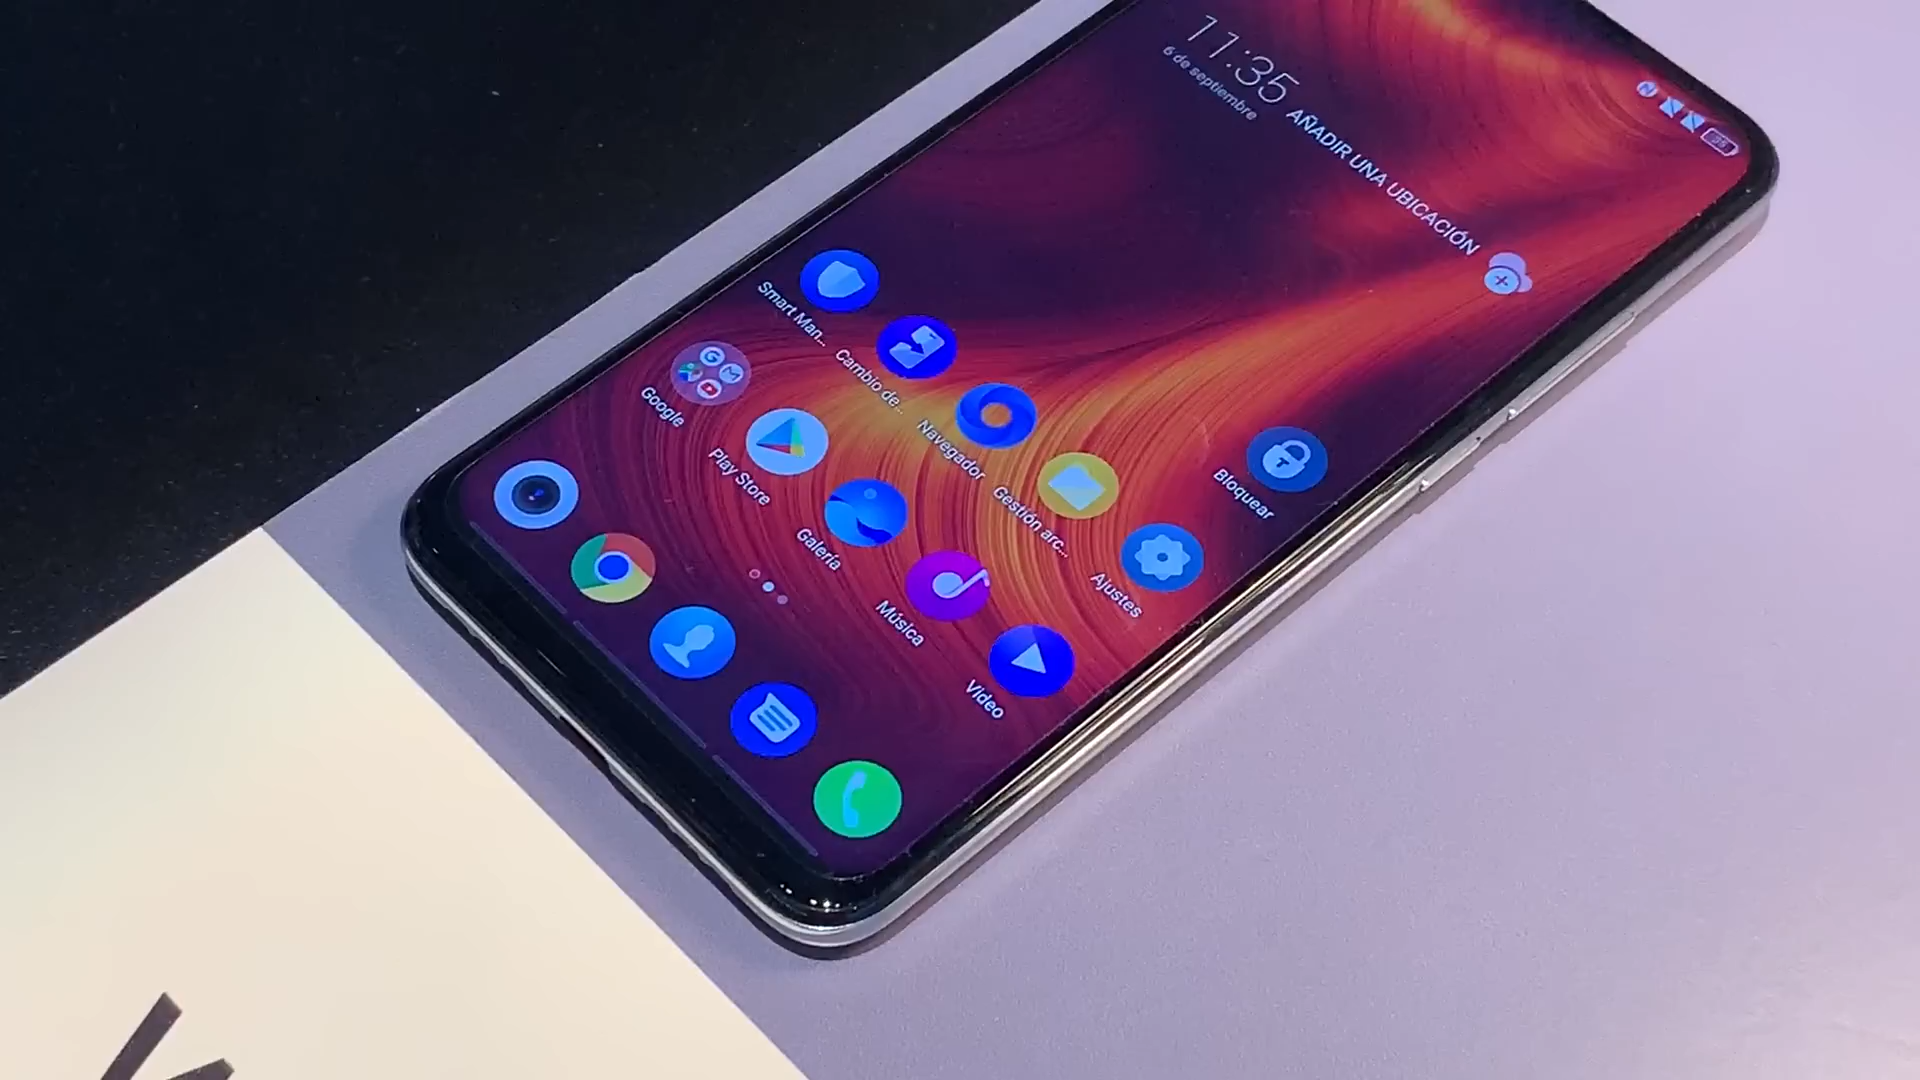 11:35
6 de septiembre
AÑADIR UNA UBICACIÓN
Smart Man...
Cambio de...
Navegador
Gestión arc...
Bloquear
Google
Play Store
Galería
Música
Video
Ajustes